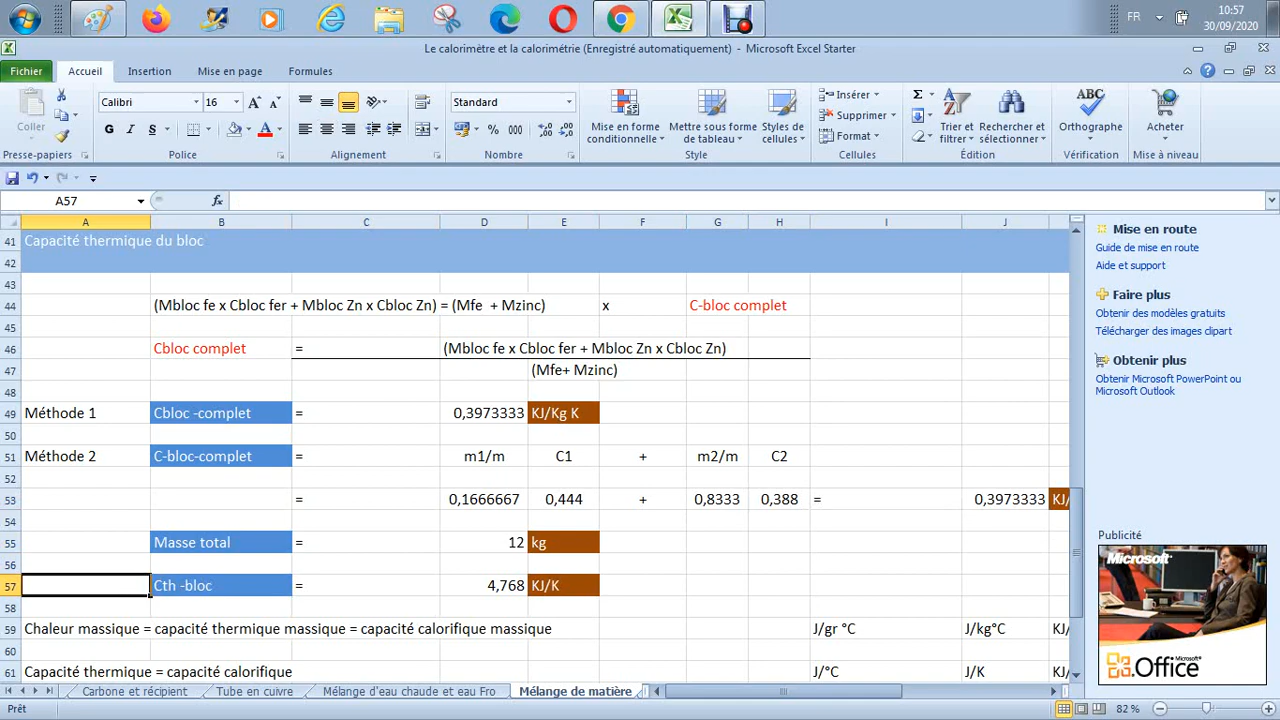 10:57
FR
30/09/2020
Le calorimètre et la calorimétrie (Enregistré automatiquement) - Microsoft Excel Starter
Fichier Accueil Insertion Mise en page Formules
Coller
Calibri 16
G I S
Standard
% 000
Mise en forme conditionnelle
Mettre sous forme de tableau
Styles de cellules
Insérer
Supprimer
Format
Σ
Trier et filtrer
Rechercher et sélectionner
ABC
Orthographe
Acheter
Presse-papiers Police Alignement Nombre Style Cellules Édition Vérification Mise à niveau
A57 fx
A B C D E F G H I J
41 Capacité thermique du bloc
42
43
44 (Mbloc fe x Cbloc fer + Mbloc Zn x Cbloc Zn) = (Mfe + Mzinc) x C-bloc complet
45
46 Cbloc complet = (Mbloc fe x Cbloc fer + Mbloc Zn x Cbloc Zn)
47 (Mfe+ Mzinc)
48
49 Méthode 1 Cbloc -complet = 0,3973333 KJ/Kg K
50
51 Méthode 2 C-bloc-complet = m1/m C1 + m2/m C2
52
53 = 0,1666667 0,444 + 0,8333 0,388 = 0,3973333 KJ/
54
55 Masse total = 12 kg
56
57 Cth -bloc = 4,768 KJ/K
58
59 Chaleur massique = capacité thermique massique = capacité calorifique massique J/gr °C J/kg°C KJ/
60
61 Capacité thermique = capacité calorifique J/°C J/K KJ/
Mise en route
Guide de mise en route
Aide et support
Faire plus
Obtenir des modèles gratuits
Télécharger des images clipart
Obtenir plus
Obtenir Microsoft PowerPoint ou
Microsoft Outlook
Publicité
Microsoft
Microsoft
Office
Carbone et récipient Tube en cuivre Mélange d'eau chaude et eau Fro Mélange de matière
Prêt
82 %